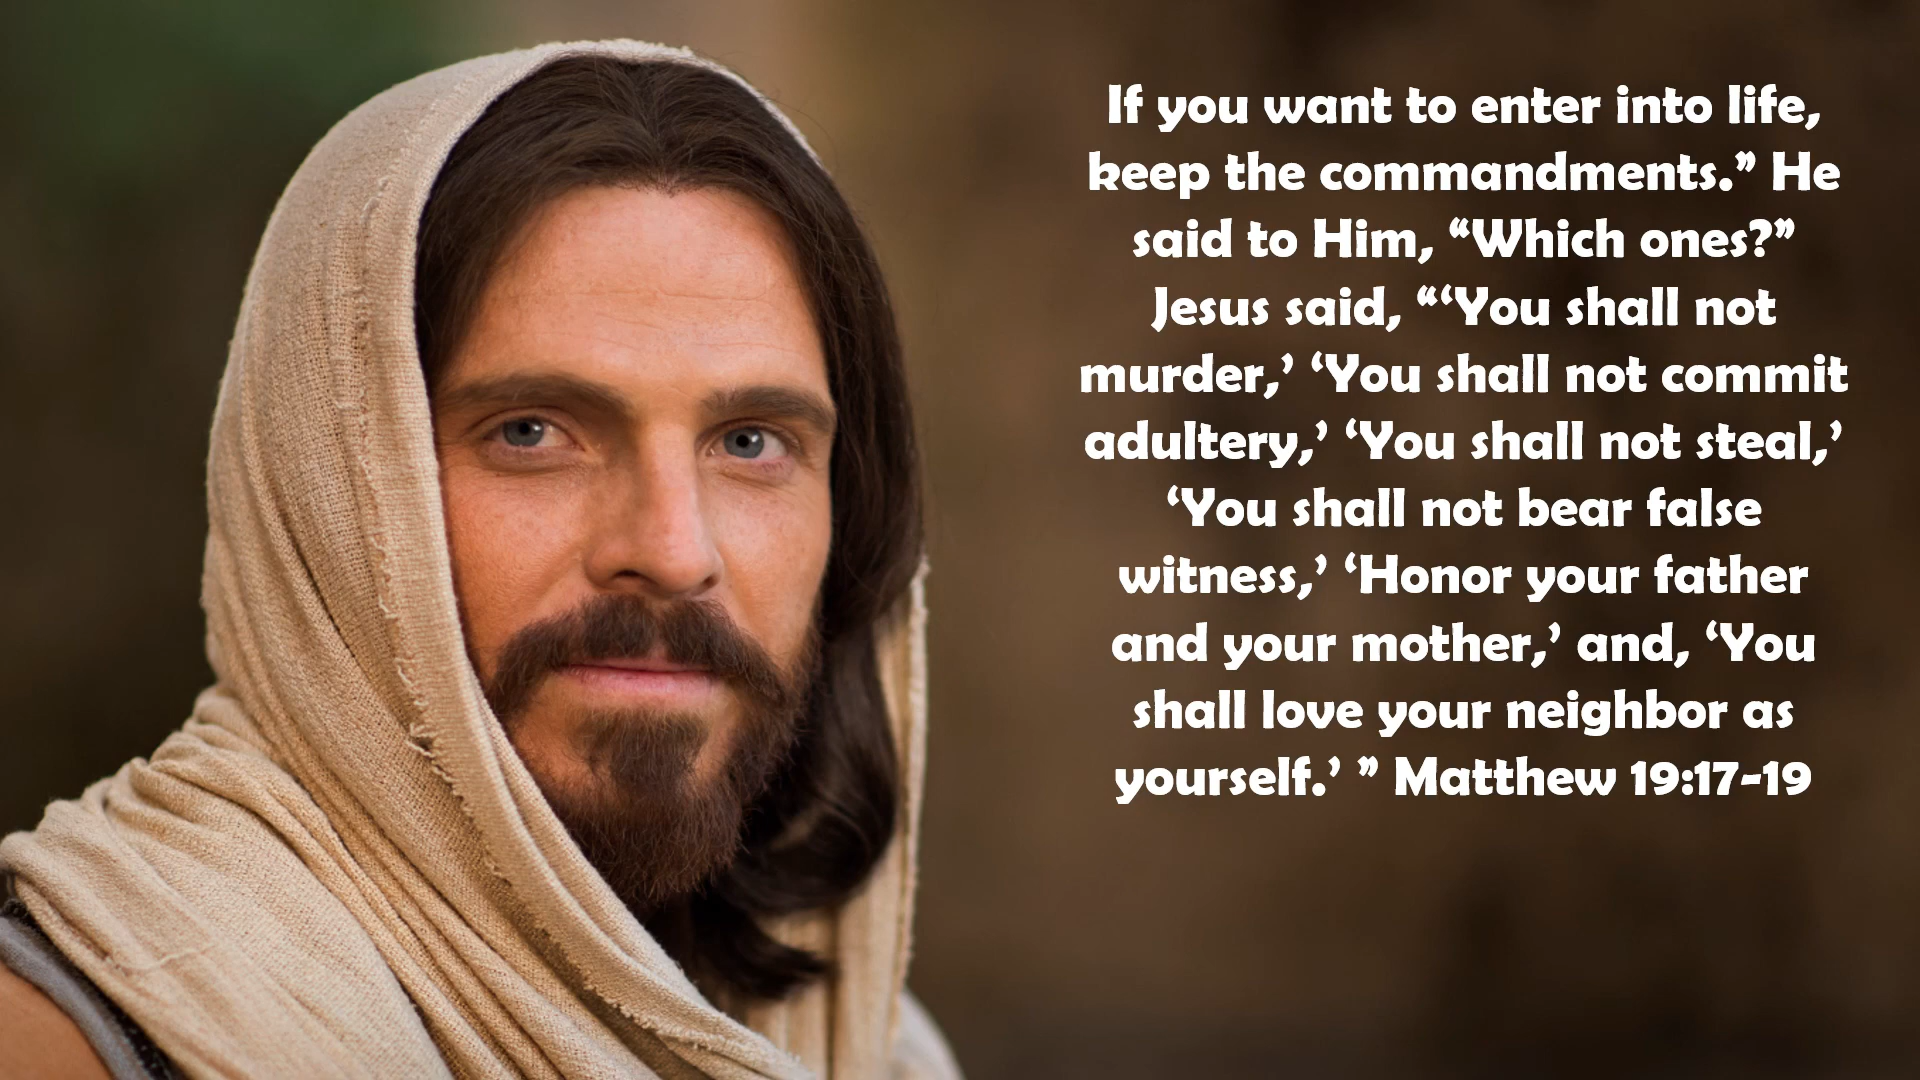 If you want to enter into life,
keep the commandments.” He
said to Him, “Which ones?”
Jesus said, “‘You shall not
murder,’ ‘You shall not commit
adultery,’ ‘You shall not steal,’
‘You shall not bear false
witness,’ ‘Honor your father
and your mother,’ and, ‘You
shall love your neighbor as
yourself.’ ” Matthew 19:17-19